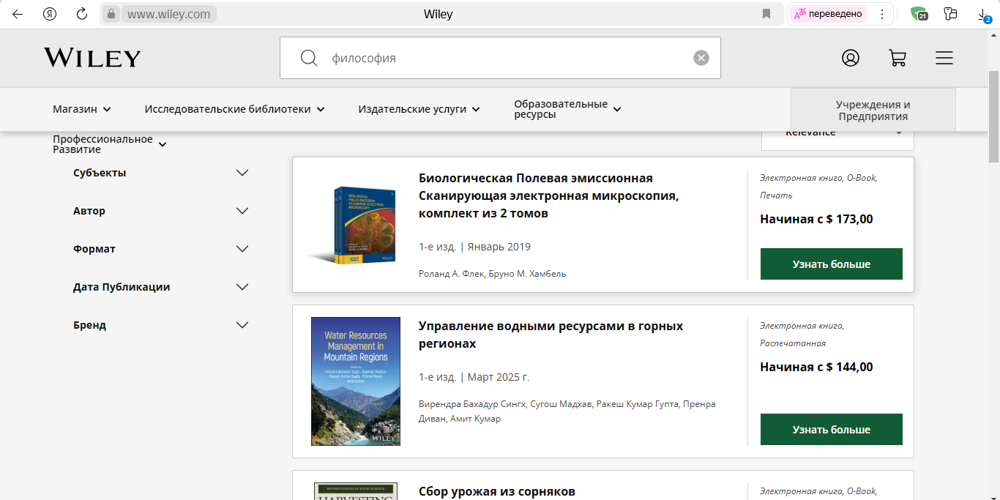 www.wiley.com
Wiley
переведено
21
2
WILEY
философия
Магазин
Исследовательские библиотеки
Издательские услуги
Образовательные
ресурсы
Учреждения и
Предприятия
Профессиональное
Развитие
Relevance
Субъекты
Автор
Формат
Дата Публикации
Бренд
BIOLOGICAL
FIELD EMISSION
SCANNING ELECTRON
MICROSCOPY
WILEY
Биологическая Полевая эмиссионная
Сканирующая электронная микроскопия,
комплект из 2 томов
1-е изд. | Январь 2019
Роланд А. Флек, Бруно М. Хамбель
Электронная книга, O-Book,
Печать
Начиная с $ 173,00
Узнать больше
Water Resources
Management in
Mountain Regions
WILEY
Управление водными ресурсами в горных
регионах
1-е изд. | Март 2025 г.
Вирендра Бахадур Сингх, Сугош Мадхав, Ракеш Кумар Гупта, Пренра
Диван, Амит Кумар
Электронная книга,
Распечатанная
Начиная с $ 144,00
Узнать больше
HARVESTING
Сбор урожая из сорняков
Электронная книга, O-Book,